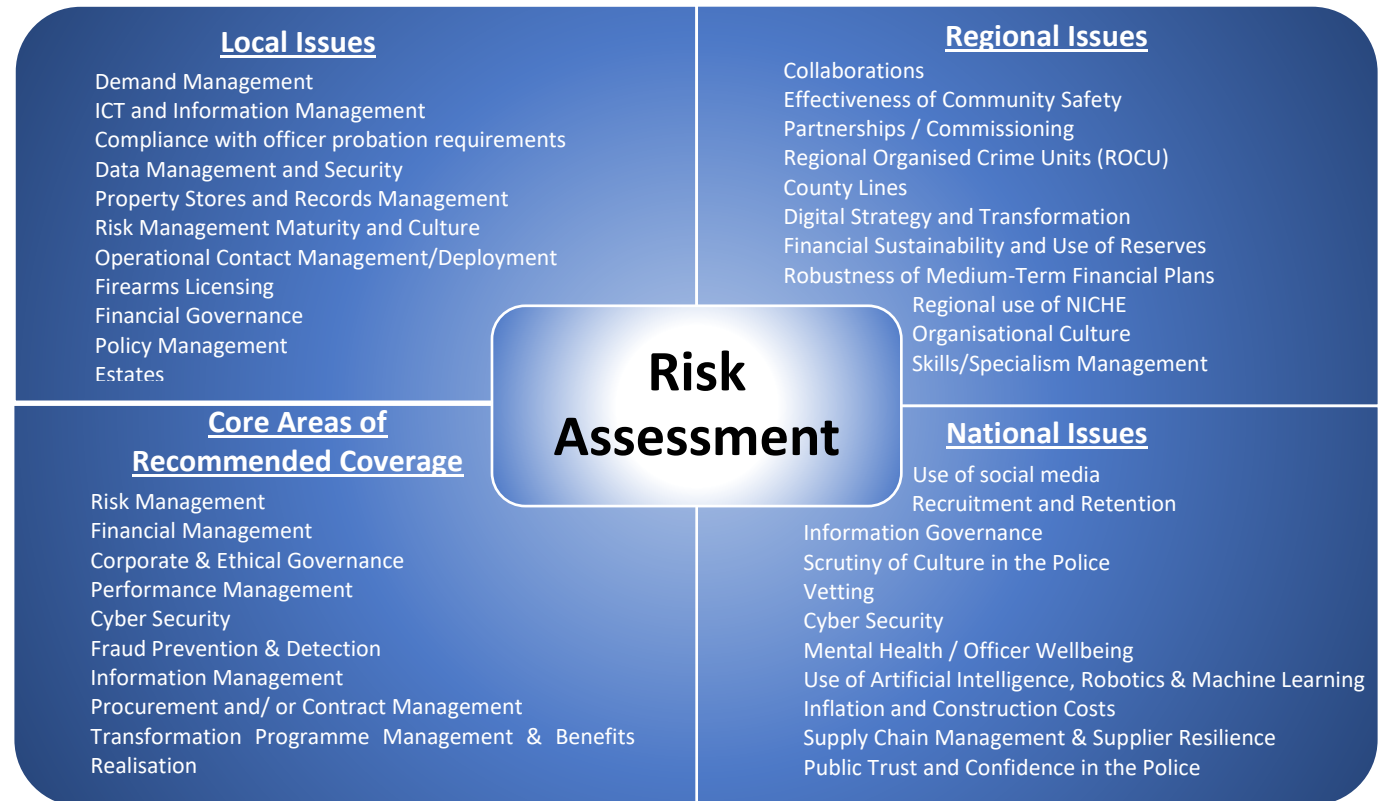 Local Issues
Demand Management
ICT and Information Management
Compliance with officer probation requirements
Data Management and Security
Property Stores and Records Management
Risk Management Maturity and Culture
Operational Contact Management/Deployment
Firearms Licensing
Financial Governance
Policy Management
Estates
Regional Issues
Collaborations
Effectiveness of Community Safety
Partnerships / Commissioning
Regional Organised Crime Units (ROCU)
County Lines
Digital Strategy and Transformation
Financial Sustainability and Use of Reserves
Robustness of Medium-Term Financial Plans
Regional use of NICHE
Organisational Culture
Skills/Specialism Management
Risk
Assessment
Core Areas of
Recommended Coverage
Risk Management
Financial Management
Corporate & Ethical Governance
Performance Management
Cyber Security
Fraud Prevention & Detection
Information Management
Procurement and/ or Contract Management
Transformation Programme Management & Benefits
Realisation
National Issues
Use of social media
Recruitment and Retention
Information Governance
Scrutiny of Culture in the Police
Vetting
Cyber Security
Mental Health / Officer Wellbeing
Use of Artificial Intelligence, Robotics & Machine Learning
Inflation and Construction Costs
Supply Chain Management & Supplier Resilience
Public Trust and Confidence in the Police